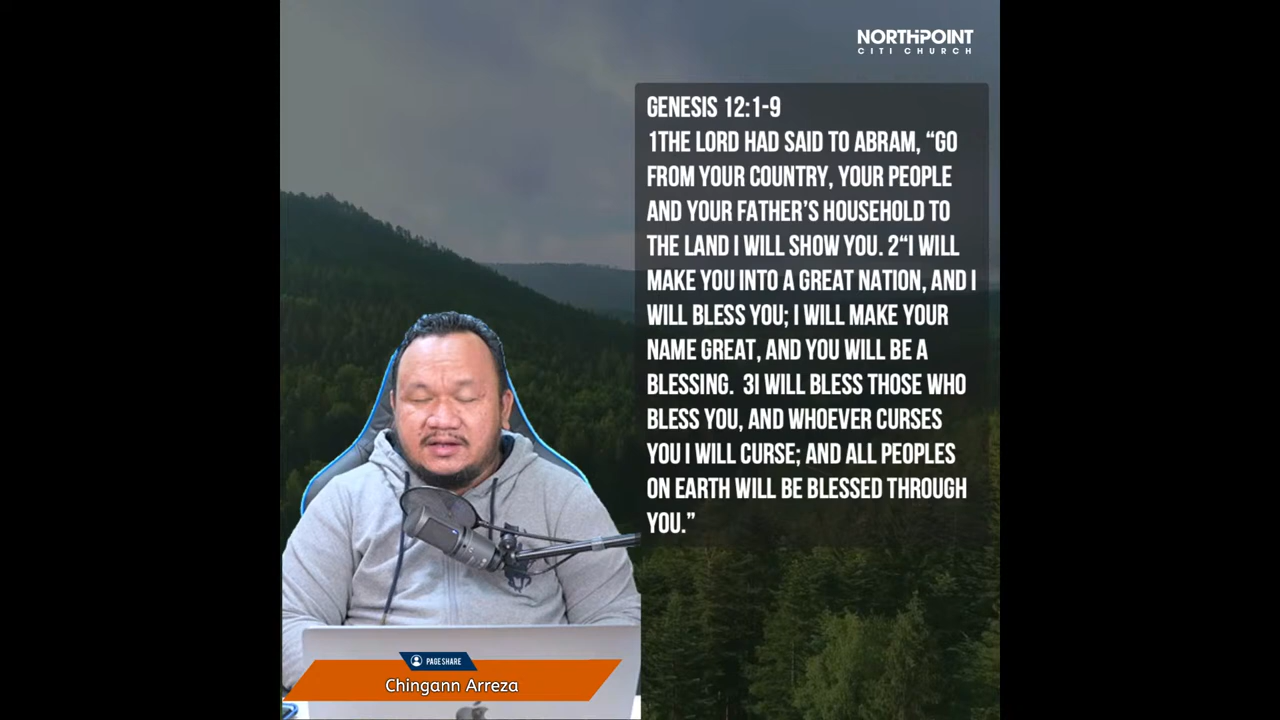 NORTHPOINT
CITI CHURCH
GENESIS 12:1-9
1THE LORD HAD SAID TO ABRAM, “GO
FROM YOUR COUNTRY, YOUR PEOPLE
AND YOUR FATHER’S HOUSEHOLD TO
THE LAND I WILL SHOW YOU. 2“I WILL
MAKE YOU INTO A GREAT NATION, AND I
WILL BLESS YOU; I WILL MAKE YOUR
NAME GREAT, AND YOU WILL BE A
BLESSING.  3I WILL BLESS THOSE WHO
BLESS YOU, AND WHOEVER CURSES
YOU I WILL CURSE; AND ALL PEOPLES
ON EARTH WILL BE BLESSED THROUGH
YOU.”
PAGE SHARE
Chingann Arreza